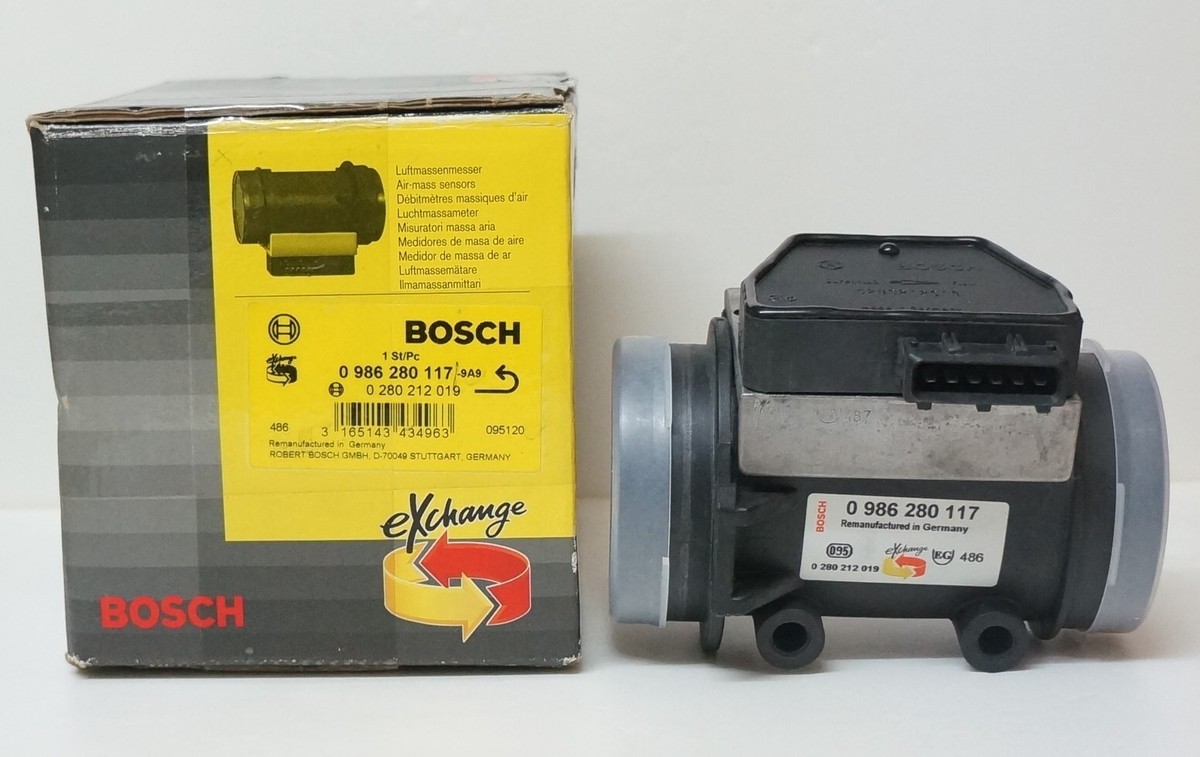 Luftmassenmesser
Air-mass sensors
Débitmètres massiques d'air
Luchtmassameter
Misuratori massa aria
Medidores de masa de aire
Medidor de massa de ar
Luftmassemätare
Ilmamassanmittari
BOSCH
1 St/Pc
Exchange
0 986 280 117 -9A9
0 280 212 019
486
3 165143 434963
095120
Remanufactured in Germany
ROBERT BOSCH GMBH, D-70049 STUTTGART, GERMANY
eXchange
BOSCH
BOSCH
487
BOSCH
0 986 280 117
Remanufactured in Germany
095
eXchange
EG
486
0 280 212 019